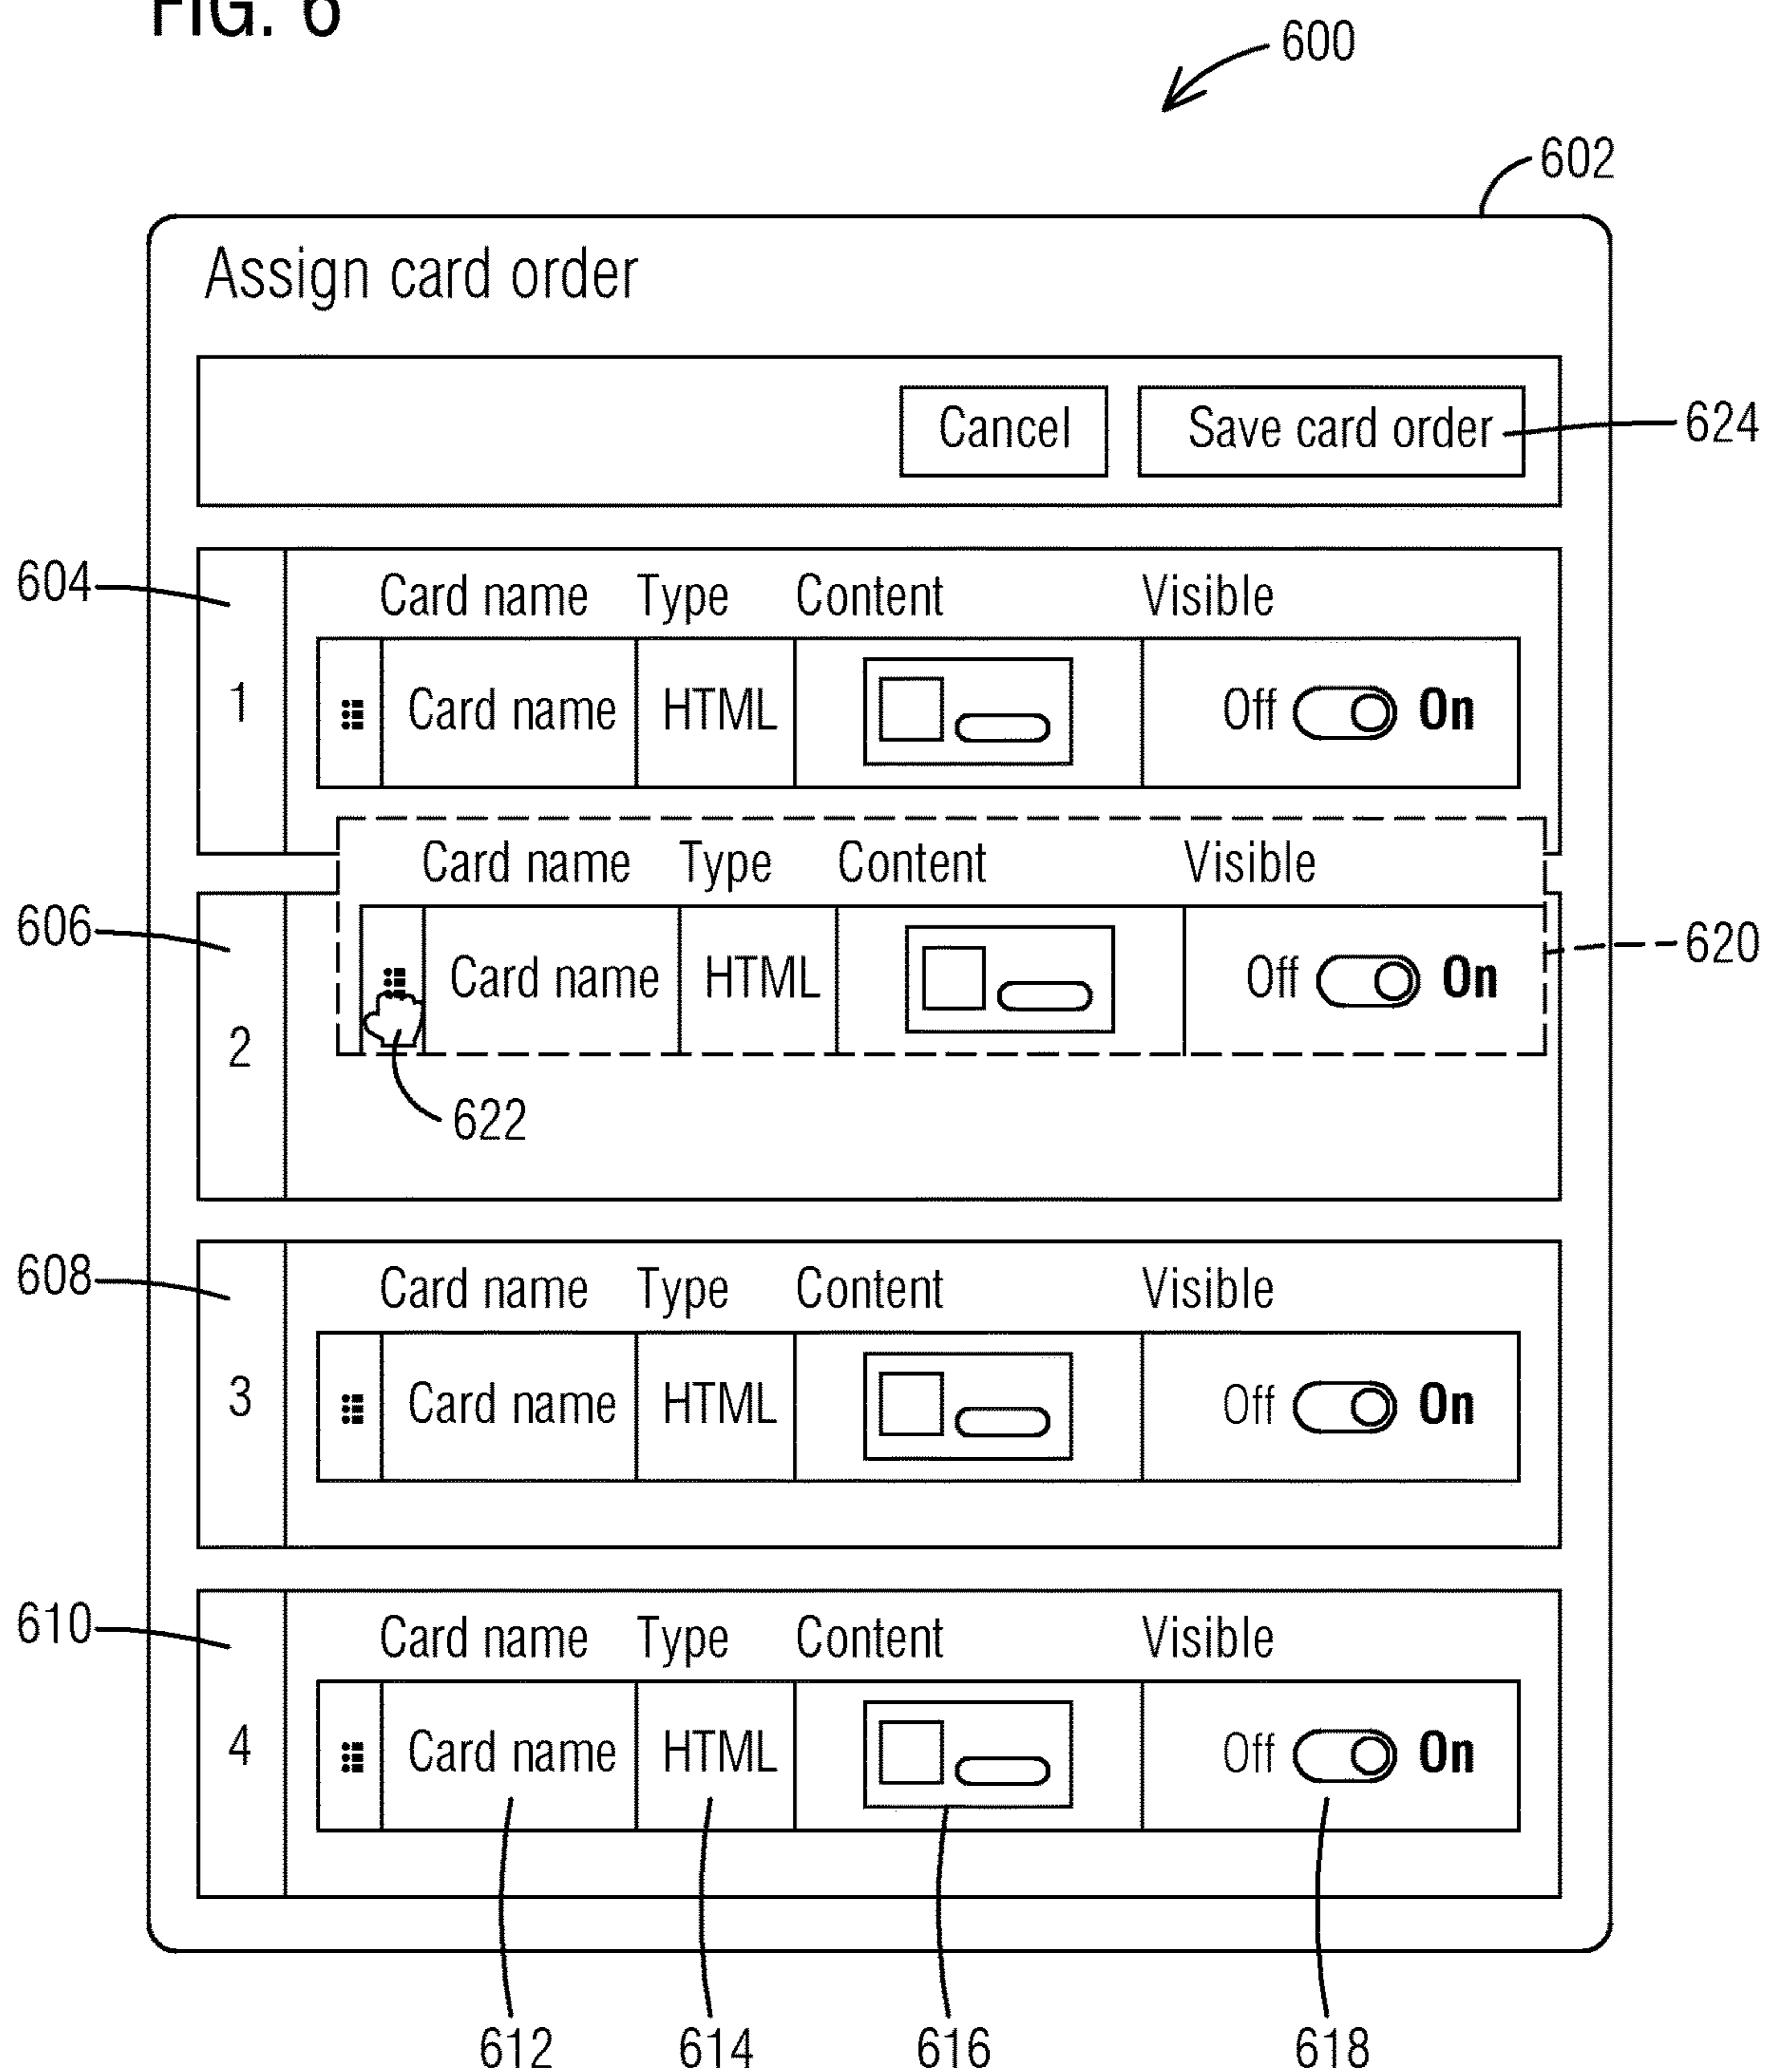 FIG. 6
600
602
Assign card order
Cancel Save card order 624
604 Card name Type Content Visible
1 Card name HTML Off On
Card name Type Content Visible
606 620
Card name HTML Off On
2
622
608 Card name Type Content Visible
3 Card name HTML Off On
610 Card name Type Content Visible
4 Card name HTML Off On
612 614 616 618